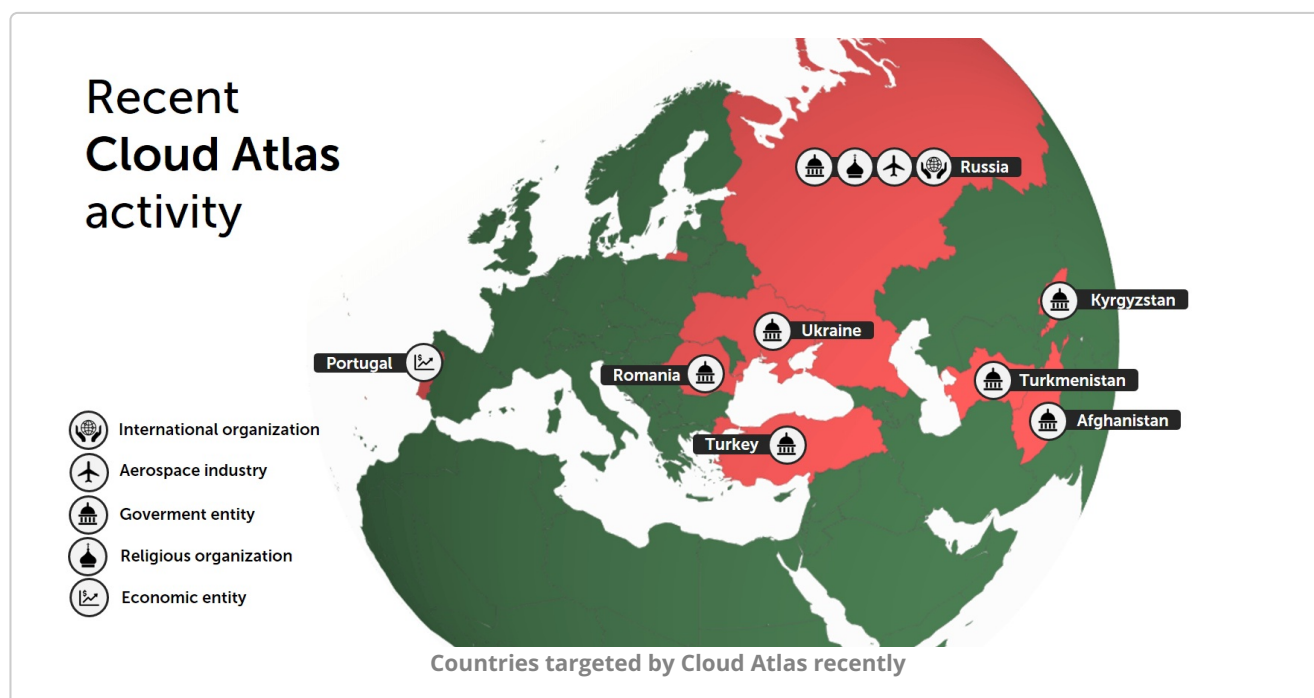 Recent
Cloud Atlas
activity
Russia
Kyrgyzstan
Ukraine
Portugal
Romania
Turkmenistan
Afghanistan
Turkey
International organization
Aerospace industry
Goverment entity
Religious organization
Economic entity
Countries targeted by Cloud Atlas recently